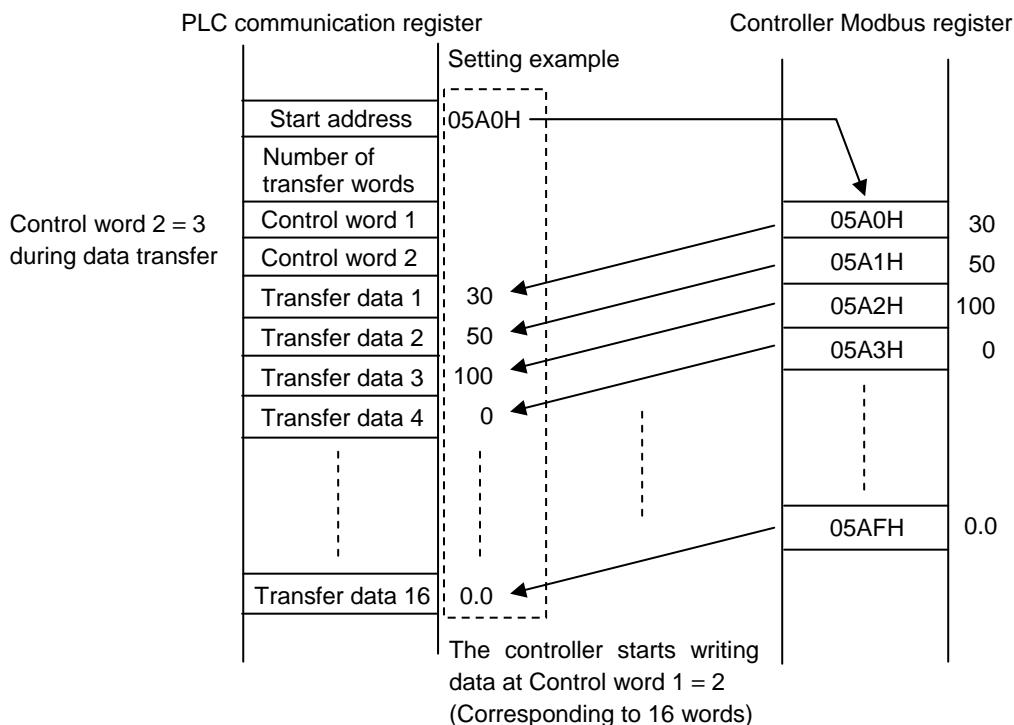 PLC communication register
Controller Modbus register
Setting example
Start address 05A0H
Number of
transfer words
Control word 2 = 3
during data transfer
Control word 1
05A0H 30
Control word 2
05A1H 50
Transfer data 1 30
05A2H 100
Transfer data 2 50
05A3H 0
Transfer data 3 100
Transfer data 4 0
05AFH 0.0
Transfer data 16 0.0
The controller starts writing
data at Control word 1 = 2
(Corresponding to 16 words)